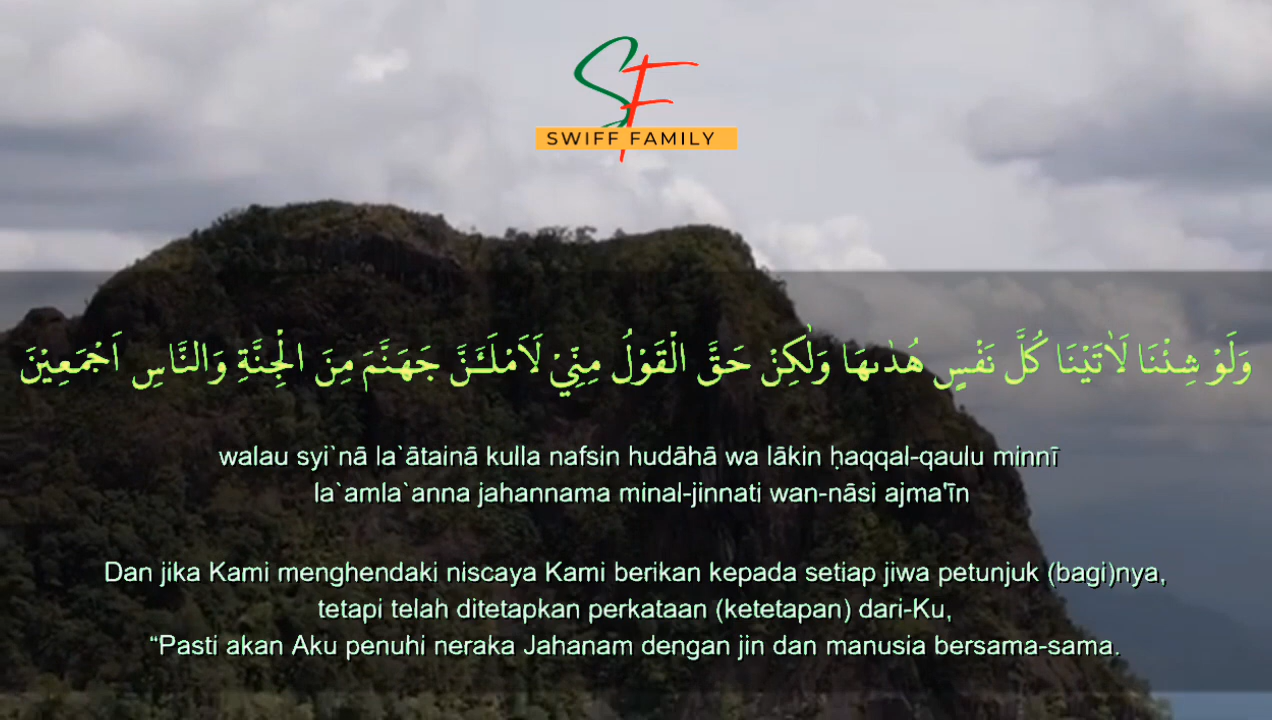 SF
SWIFF FAMILY
وَلَوْ شِئْنَا لَاٰتَيْنَا كُلَّ نَفْسٍ هُدٰىهَا وَلٰكِنْ حَقَّ الْقَوْلُ مِنِّيْ لَاَمْلَـَٔنَّ جَهَنَّمَ مِنَ الْجِنَّةِ وَالنَّاسِ اَجْمَعِيْنَ
walau syi`nā la`ātainā kulla nafsin hudāhā wa lākin ḥaqqal-qaulu minnī
la`amla`anna jahannama minal-jinnati wan-nāsi ajma'īn
Dan jika Kami menghendaki niscaya Kami berikan kepada setiap jiwa petunjuk (bagi)nya,
tetapi telah ditetapkan perkataan (ketetapan) dari-Ku,
“Pasti akan Aku penuhi neraka Jahanam dengan jin dan manusia bersama-sama.